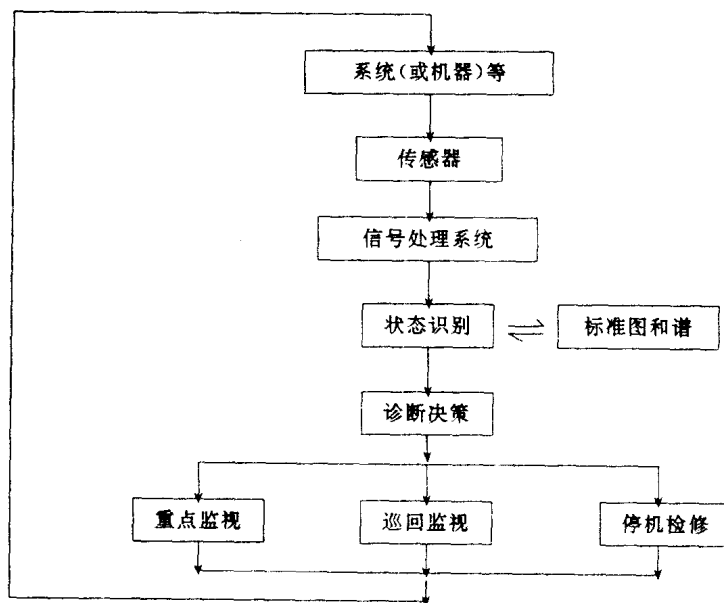 系统(或机器)等
传感器
信号处理系统
状态识别
标准图和谱
诊断决策
重点监视
巡回监视
停机检修